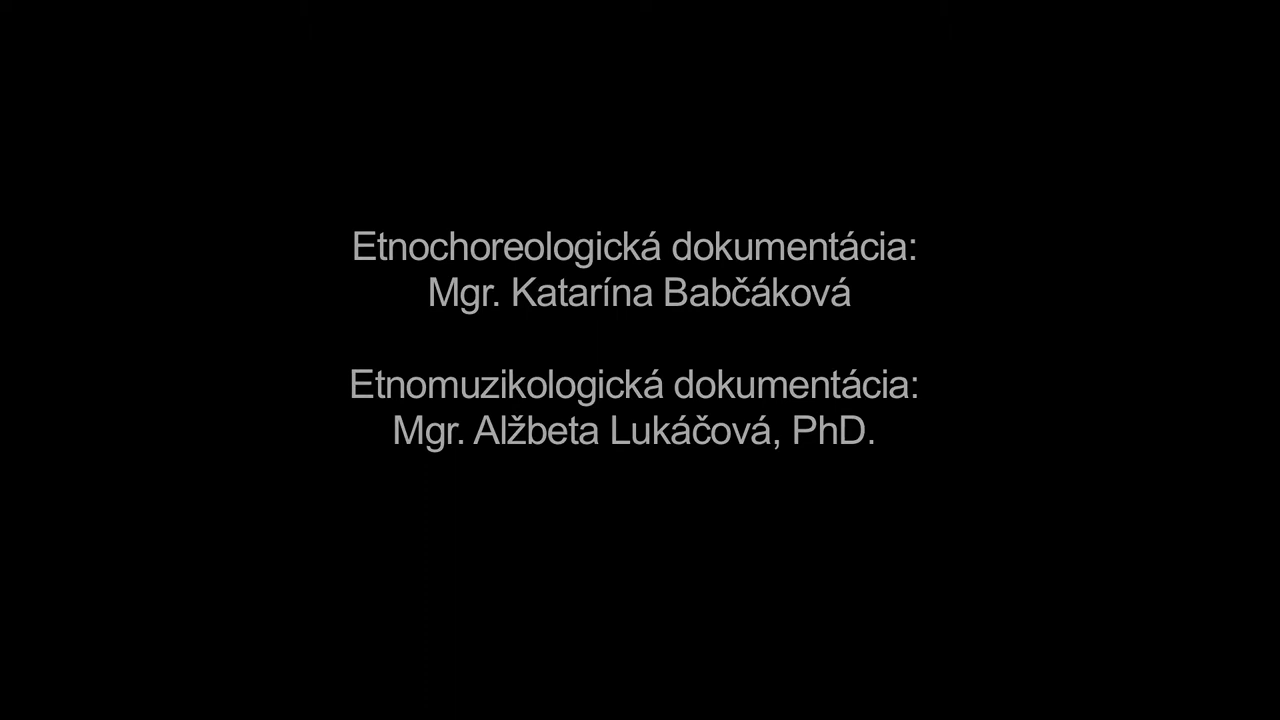 Etnochoreologická dokumentácia:
Mgr. Katarína Babčáková
Etnomuzikologická dokumentácia:
Mgr. Alžbeta Lukáčová, PhD.